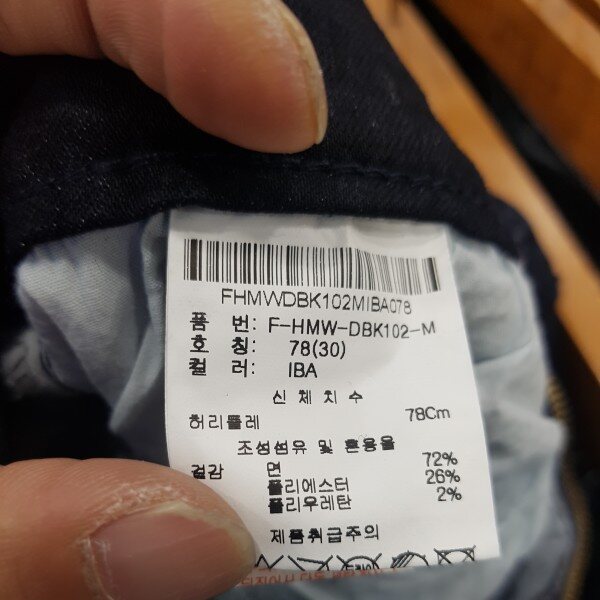 FHMWDBK102MIBA078
품 번: F-HMW-DBK102-M
호 칭: 78(30)
컬 러: IBA
신체치수
허리둘레 78Cm
조성섬유 및 혼용율
겉감 면 72%
폴리에스터 26%
폴리우레탄 2%
제품취급주의